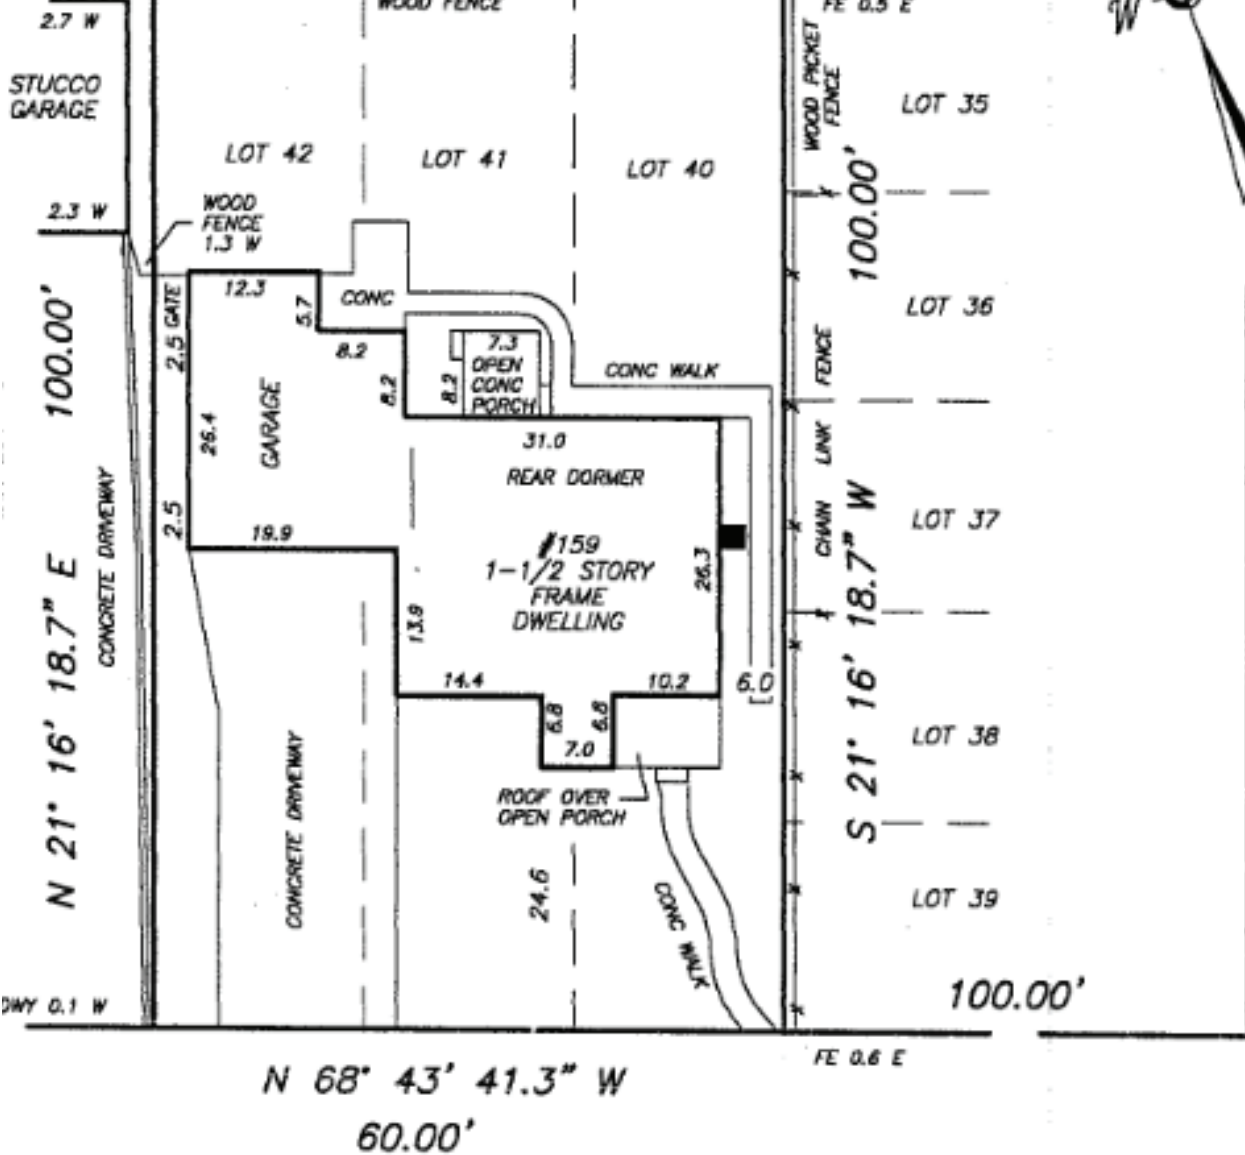 WOOD FENCE
FE 0.5 E
W
2.7 W
STUCCO
GARAGE
WOOD PICKET
FENCE
LOT 35
LOT 42
LOT 41
LOT 40
2.3 W
WOOD
FENCE
1.3 W
100.00'
12.3
2.5 GATE
5.7
CONC
8.2
LOT 36
100.00'
7.3
OPEN
CONC
PORCH
8.2
8.2
CONC WALK
CHAIN LINK FENCE
26.4
GARAGE
31.0
REAR DORMER
CONCRETE DRIVEWAY
2.5
19.9
#159
1-1/2 STORY
FRAME
DWELLING
26.3
LOT 37
N 21° 16' 18.7" E
S 21° 16' 18.7" W
13.9
14.4
10.2
6.0
6.8
6.8
7.0
LOT 38
ROOF OVER
OPEN PORCH
CONCRETE DRIVEWAY
24.6
CONC WALK
LOT 39
DWY 0.1 W
100.00'
FE 0.6 E
N 68° 43' 41.3" W
60.00'